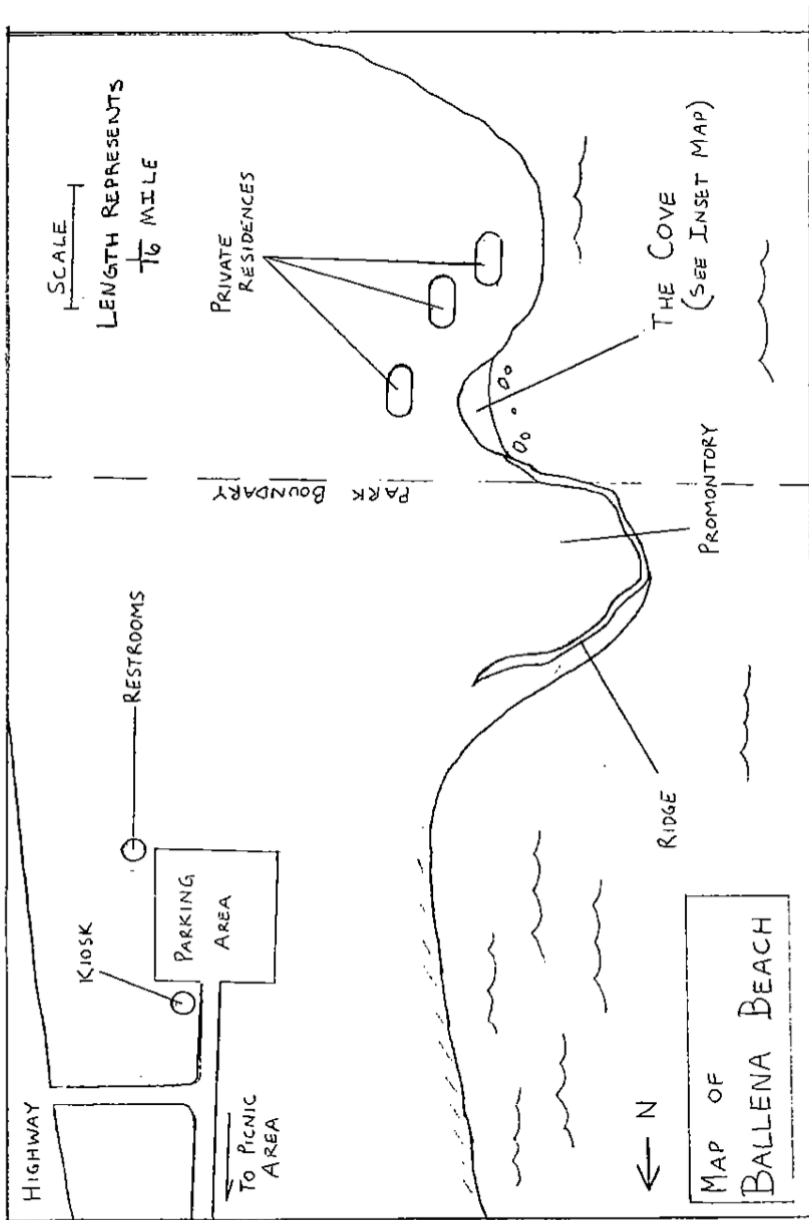 HIGHWAY
KIOSK
PARKING
AREA
RESTROOMS
TO PICNIC
AREA
SCALE
LENGTH REPRESENTS
1/16 MILE
PRIVATE
RESIDENCES
PARK
BOUNDARY
THE COVE
(SEE INSET MAP)
PROMONTORY
RIDGE
N
MAP OF
BALLENA BEACH